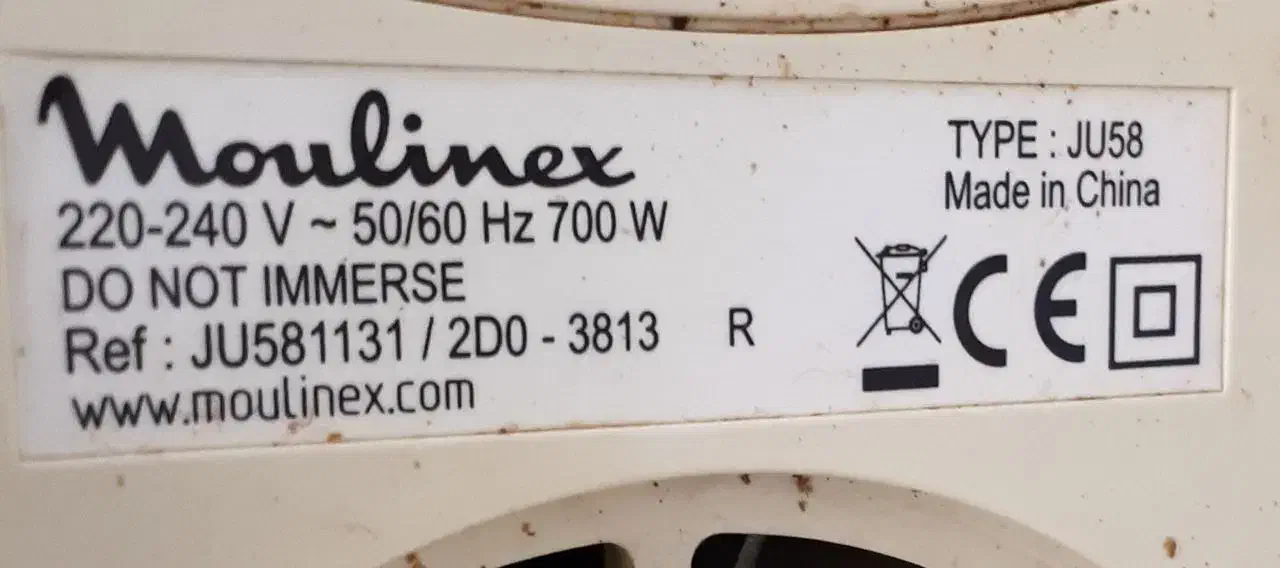 Moulinex
220-240 V ~ 50/60 Hz 700 W
DO NOT IMMERSE
Ref : JU581131 / 2D0 - 3813 R
www.moulinex.com
TYPE : JU58
Made in China
CE